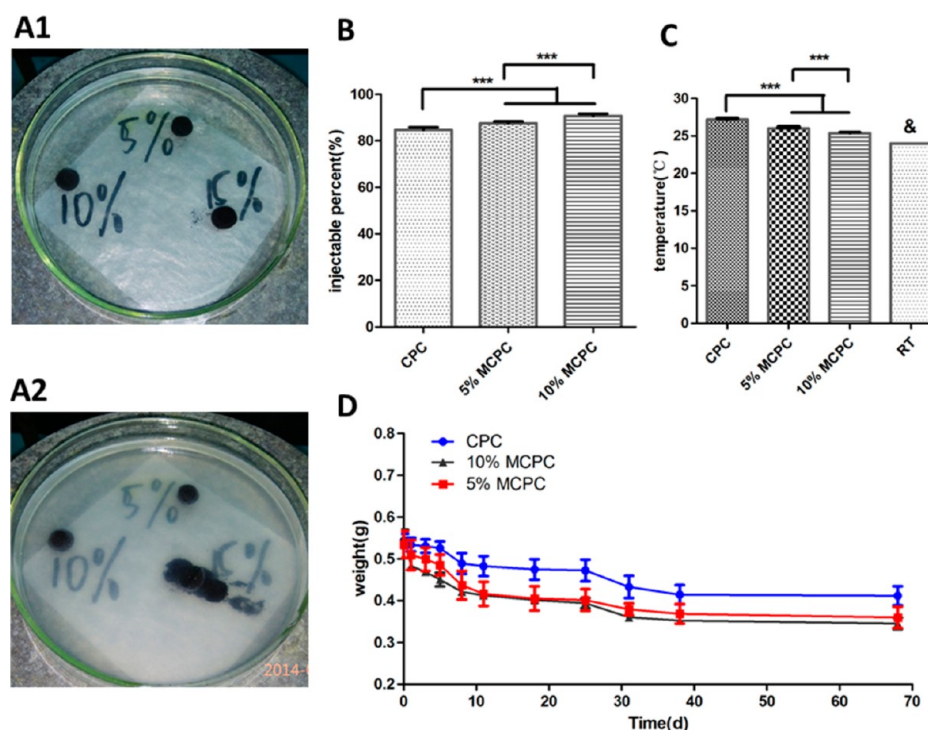 A1
5%
10%
15%
A2
5%
10%
15%
2014-0
B
***
***
injectable percent(%)
100
80
60
40
20
0
CPC
5% MCPC
10% MCPC
C
***
***
&
temperature(℃)
30
25
20
15
10
5
0
CPC
5% MCPC
10% MCPC
RT
D
CPC
10% MCPC
5% MCPC
weight(g)
0.8
0.7
0.6
0.5
0.4
0.3
0.2
0
10
20
30
40
50
60
70
Time(d)